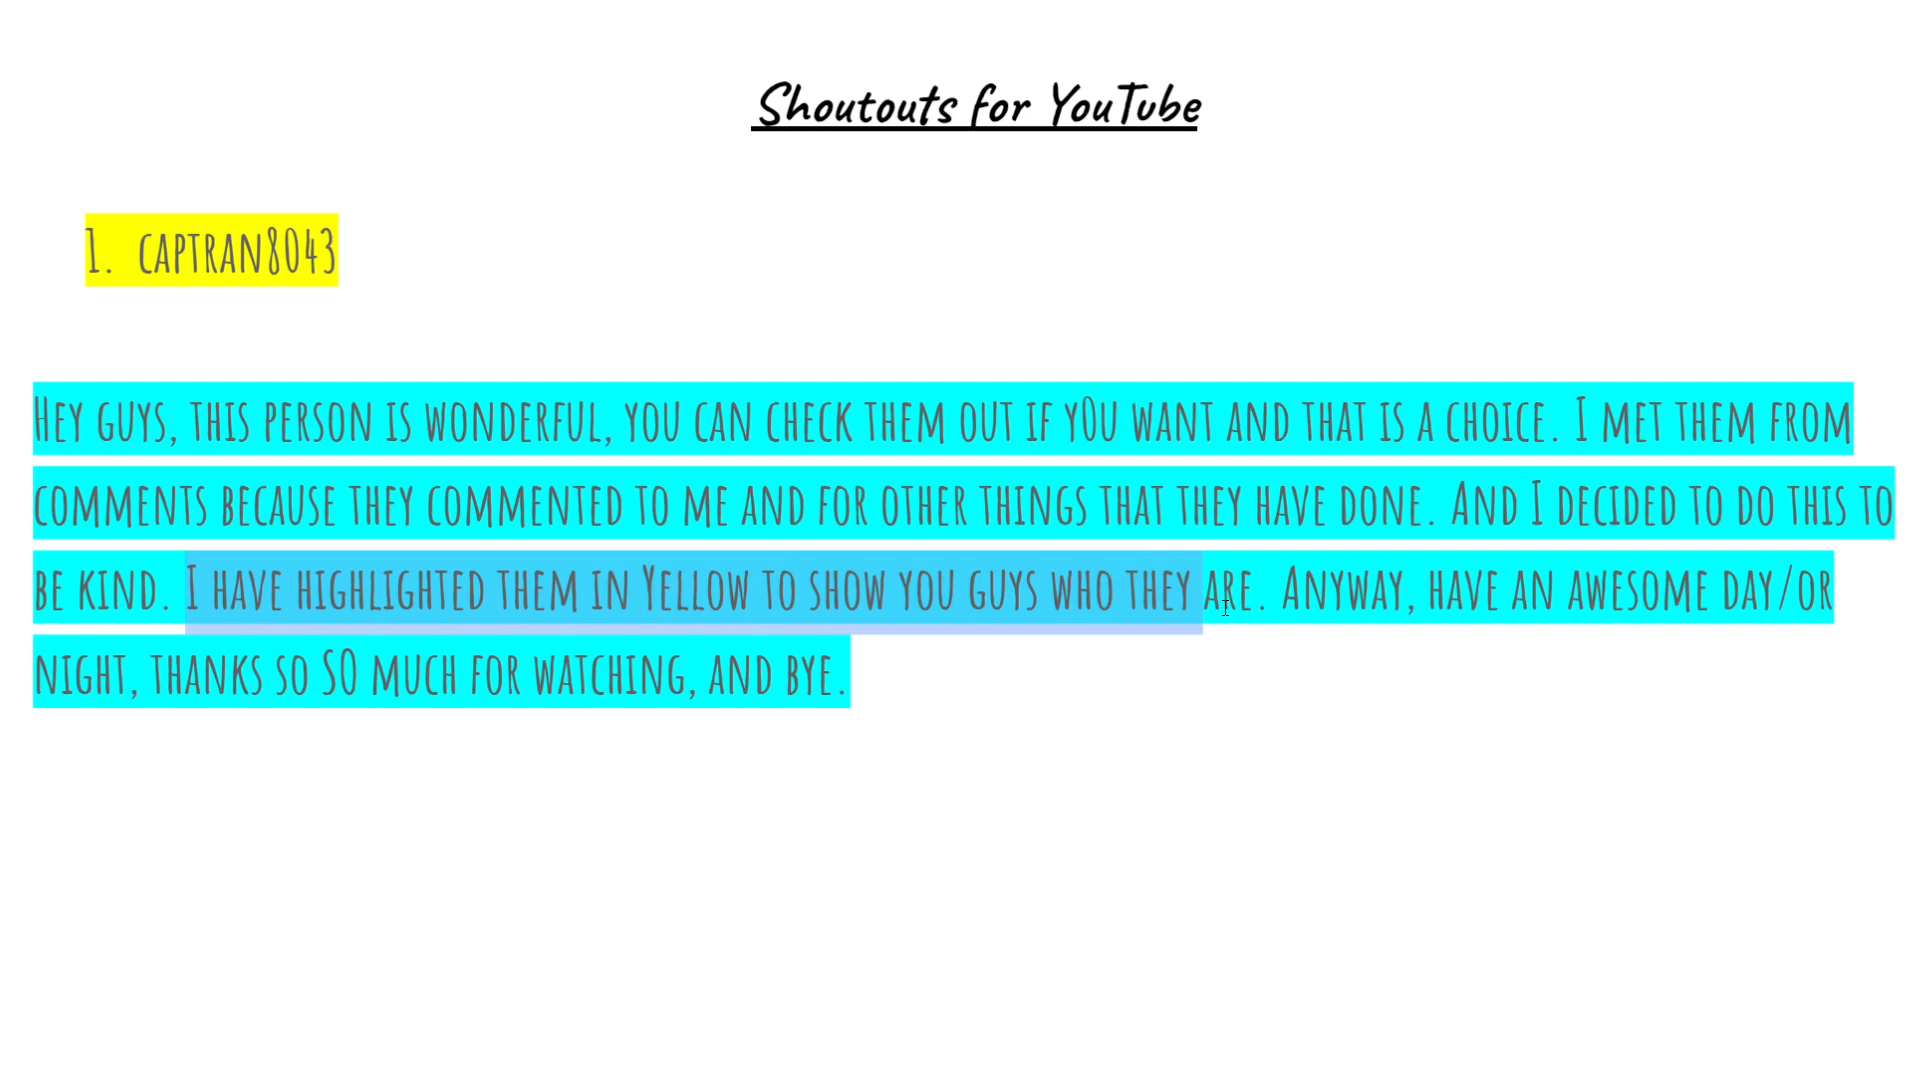 Shoutouts for YouTube
1. captran8043
Hey guys, this person is wonderful, you can check them out if y0u want and that is a choice. I met them from
comments because they commented to me and for other things that they have done. And I decided to do this to
be kind. I have highlighted them in Yellow to show you guys who they are. Anyway, have an awesome day/or
night, thanks so SO much for watching, and bye.